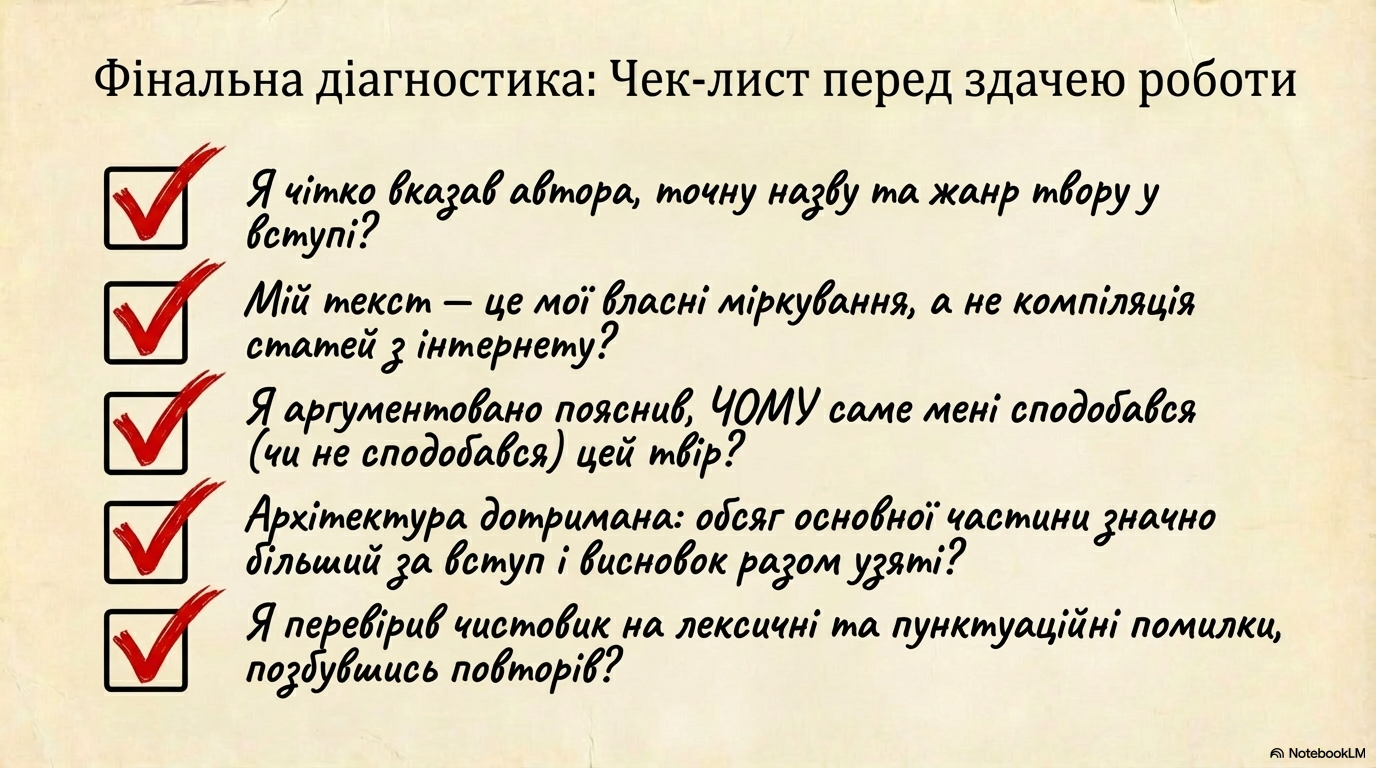 Фінальна діагностика: Чек-лист перед здачею роботи
Я чітко вказав автора, точну назву та жанр твору у
вступі?
Мій текст — це мої власні міркування, а не компіляція
статей з інтернету?
Я аргументовано пояснив, ЧОМУ саме мені сподобався
(чи не сподобався) цей твір?
Архітектура дотримана: обсяг основної частини значно
більший за вступ і висновок разом узяті?
Я перевірив чистовик на лексичні та пунктуаційні помилки,
позбувшись повторів?
NotebookLM